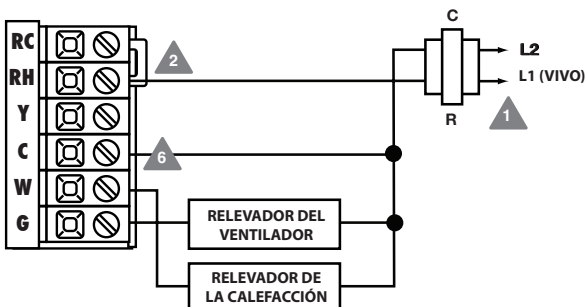 RC
RH
Y
C
W
G
2
6
C
R
L2
L1 (VIVO)
1
RELEVADOR DEL
VENTILADOR
RELEVADOR DE
LA CALEFACCIÓN